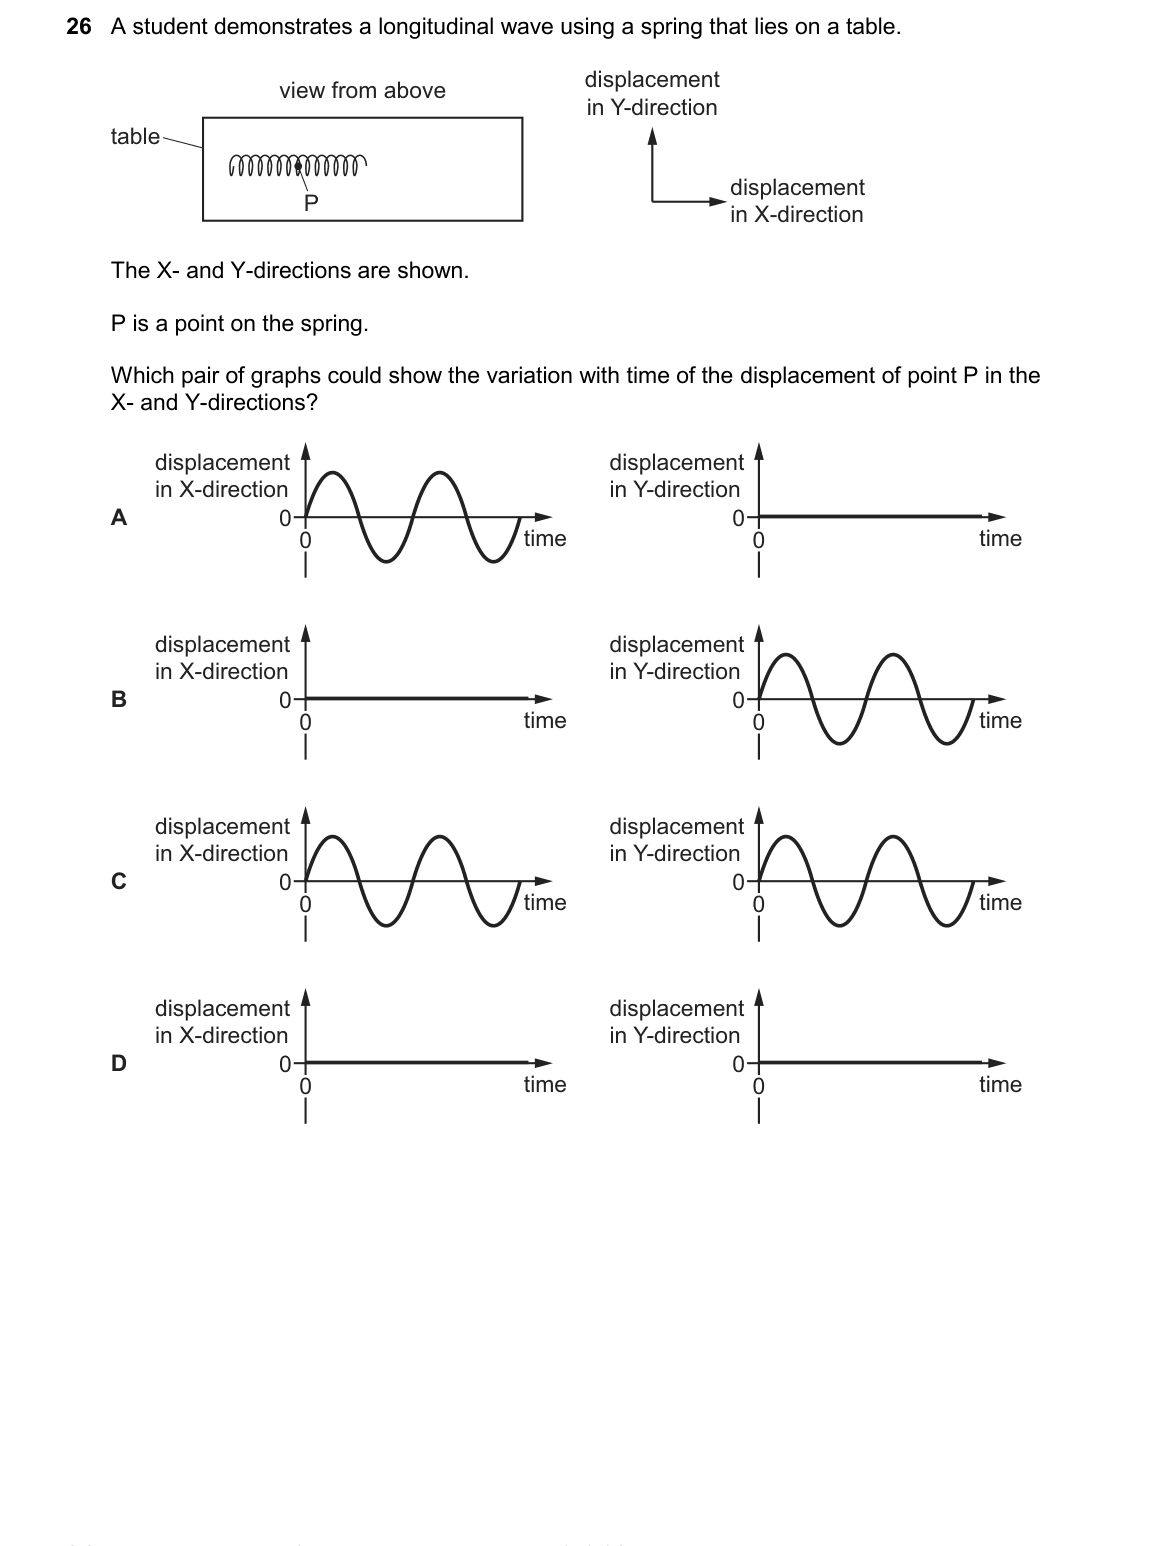 26 A student demonstrates a longitudinal wave using a spring that lies on a table.
view from above
table
P
displacement
in Y-direction
displacement
in X-direction
The X- and Y-directions are shown.
P is a point on the spring.
Which pair of graphs could show the variation with time of the displacement of point P in the
X- and Y-directions?
A
displacement
in X-direction
0
0
time
displacement
in Y-direction
0
0
time
B
displacement
in X-direction
0
0
time
displacement
in Y-direction
0
0
time
C
displacement
in X-direction
0
0
time
displacement
in Y-direction
0
0
time
D
displacement
in X-direction
0
0
time
displacement
in Y-direction
0
0
time